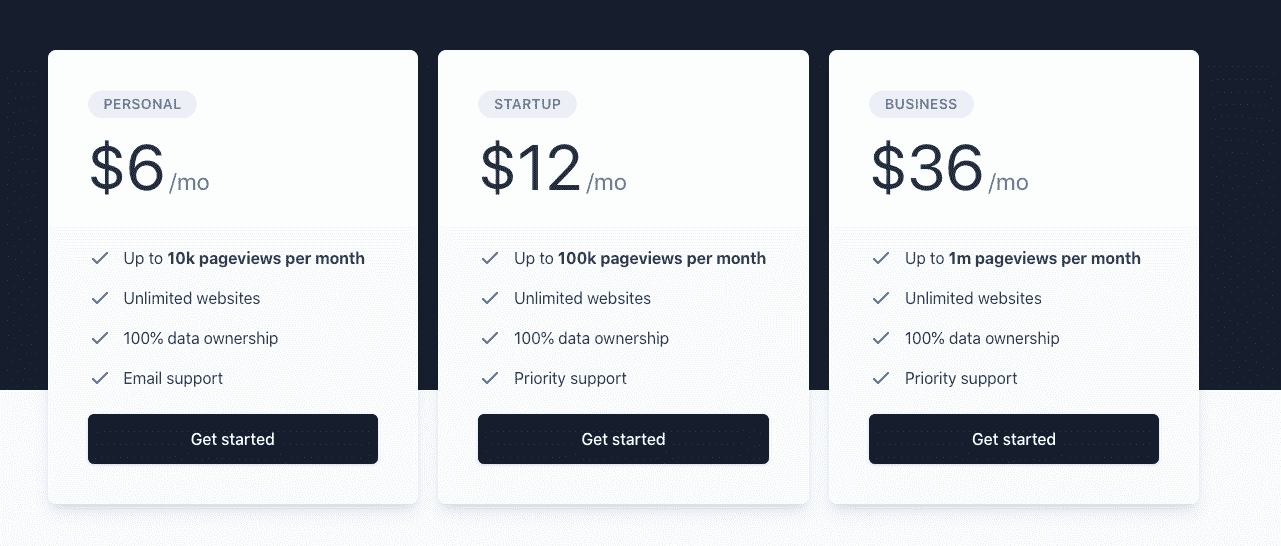 PERSONAL
$6 /mo
Up to 10k pageviews per month
Unlimited websites
100% data ownership
Email support
Get started
STARTUP
$12 /mo
Up to 100k pageviews per month
Unlimited websites
100% data ownership
Priority support
Get started
BUSINESS
$36 /mo
Up to 1m pageviews per month
Unlimited websites
100% data ownership
Priority support
Get started